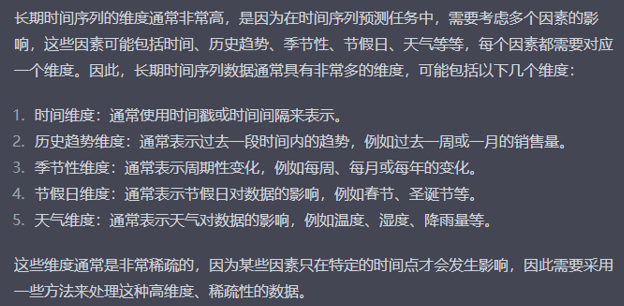 长期时间序列的维度通常非常高，是因为在时间序列预测任务中，需要考虑多个因素的影
响，这些因素可能包括时间、历史趋势、季节性、节假日、天气等等，每个因素都需要对应
一个维度。因此，长期时间序列数据通常具有非常多的维度，可能包括以下几个维度：
1. 时间维度：通常使用时间戳或时间间隔来表示。
2. 历史趋势维度：通常表示过去一段时间内的趋势，例如过去一周或一月的销售量。
3. 季节性维度：通常表示周期性变化，例如每周、每月或每年的变化。
4. 节假日维度：通常表示节假日对数据的影响，例如春节、圣诞节等。
5. 天气维度：通常表示天气对数据的影响，例如温度、湿度、降雨量等。
这些维度通常是非常稀疏的，因为某些因素只在特定的时间点才会发生影响，因此需要采用
一些方法来处理这种高维度、稀疏性的数据。